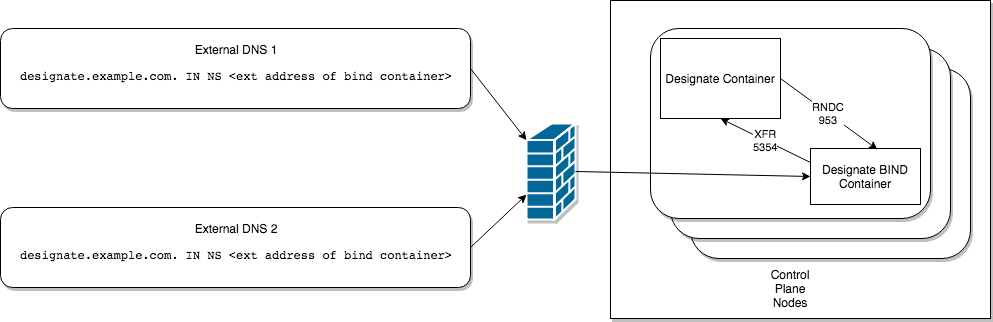 External DNS 1
designate.example.com. IN NS <ext address of bind container>
External DNS 2
designate.example.com. IN NS <ext address of bind container>
Designate Container
RNDC
953
XFR
5354
Designate BIND
Container
Control
Plane
Nodes